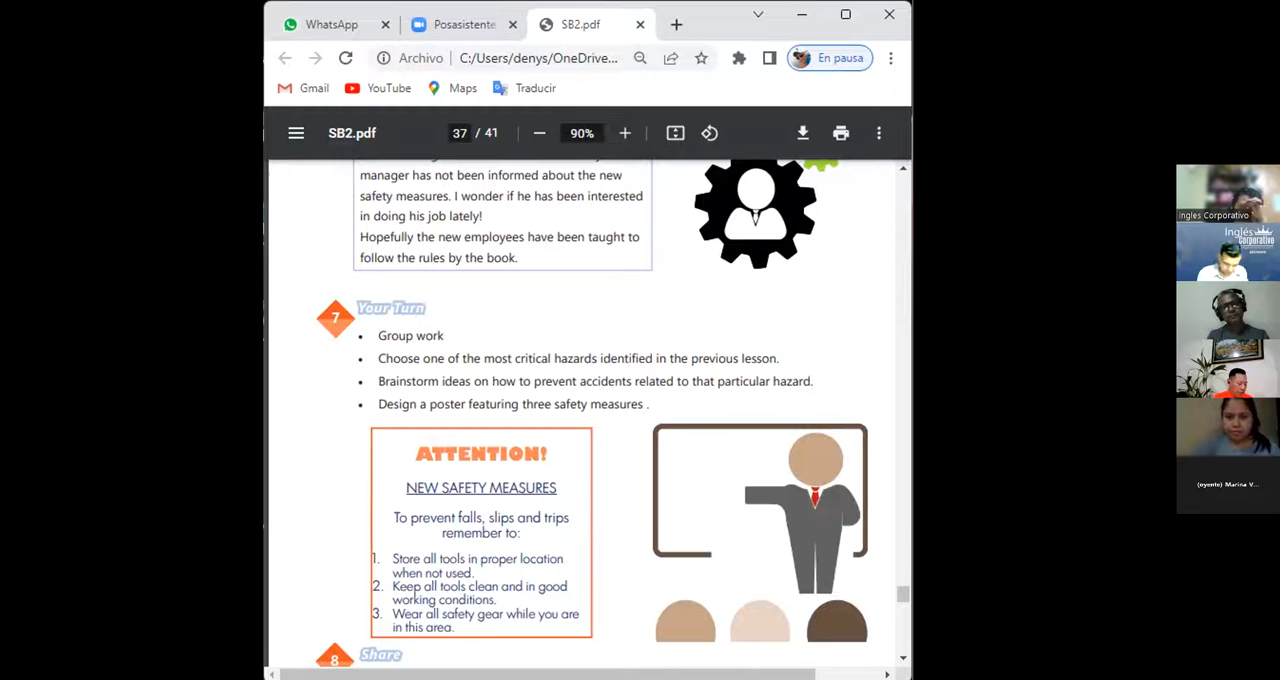 WhatsApp
Posasistente
SB2.pdf
Archivo
C:/Users/denys/OneDrive...
En pausa
Gmail
YouTube
Maps
Traducir
SB2.pdf
37 / 41
90%
manager has not been informed about the new
safety measures. I wonder if he has been interested
in doing his job lately!
Hopefully the new employees have been taught to
follow the rules by the book.
7
Your Turn
• Group work
• Choose one of the most critical hazards identified in the previous lesson.
• Brainstorm ideas on how to prevent accidents related to that particular hazard.
• Design a poster featuring three safety measures .
ATTENTION!
NEW SAFETY MEASURES
To prevent falls, slips and trips
remember to:
1. Store all tools in proper location
when not used.
2. Keep all tools clean and in good
working conditions.
3. Wear all safety gear while you are
in this area.
8
Share
Ingles Corporativo
Inglés
Corporativo
(oyente) Marina V...